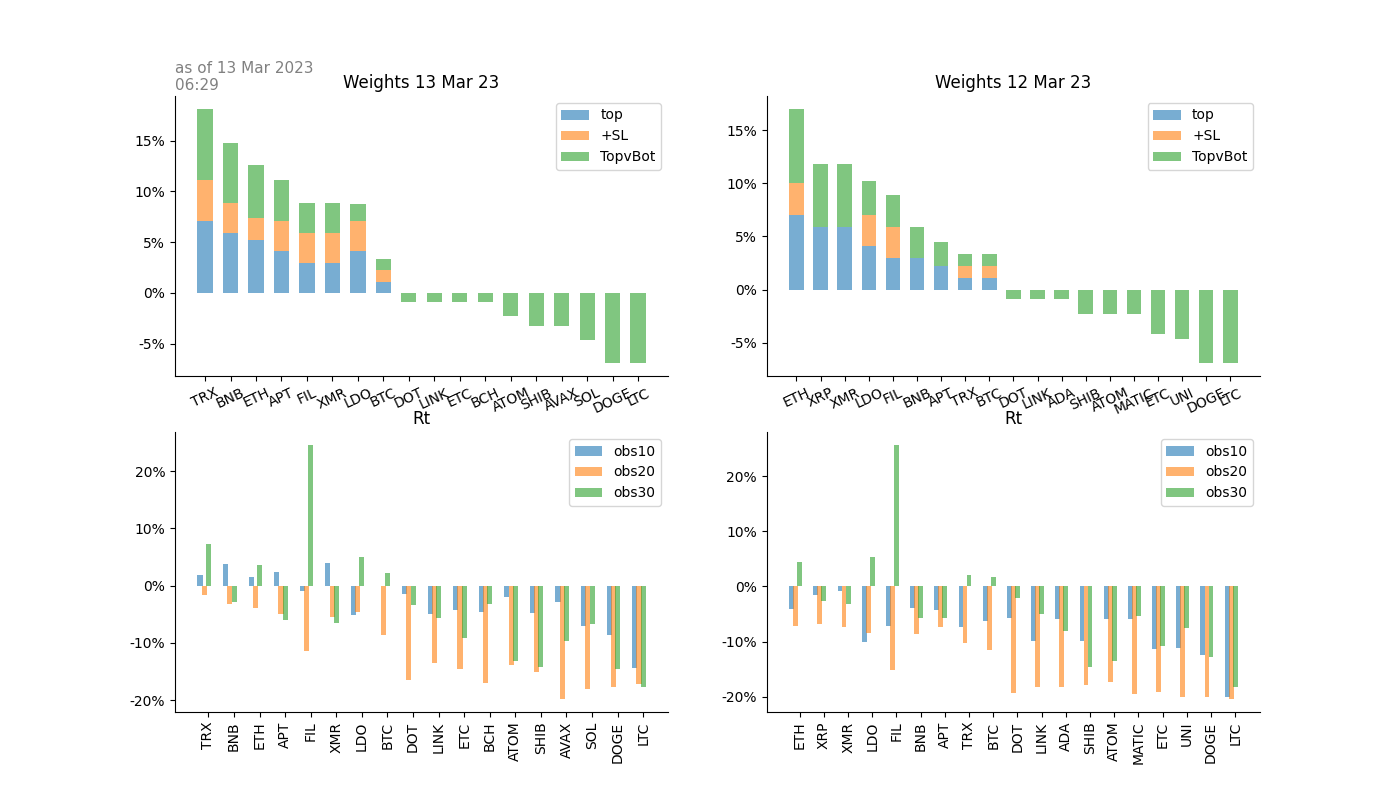 as of 13 Mar 2023
06:29
Weights 13 Mar 23
top
+SL
TopvBot
15%
10%
5%
0%
-5%
TRX BNB ETH APT FIL XMR LDO BTC DOT LINK ETC BCH ATOM SHIB AVAX SOL DOGE LTC
Weights 12 Mar 23
top
+SL
TopvBot
15%
10%
5%
0%
-5%
ETH XRP XMR LDO FIL BNB APT TRX BTC DOT LINK ADA SHIB ATOM MATIC ETC UNI DOGE LTC
Rt
obs10
obs20
obs30
20%
10%
0%
-10%
-20%
TRX BNB ETH APT FIL XMR LDO BTC DOT LINK ETC BCH ATOM SHIB AVAX SOL DOGE LTC
Rt
obs10
obs20
obs30
20%
10%
0%
-10%
-20%
ETH XRP XMR LDO FIL BNB APT TRX BTC DOT LINK ADA SHIB ATOM MATIC ETC UNI DOGE LTC